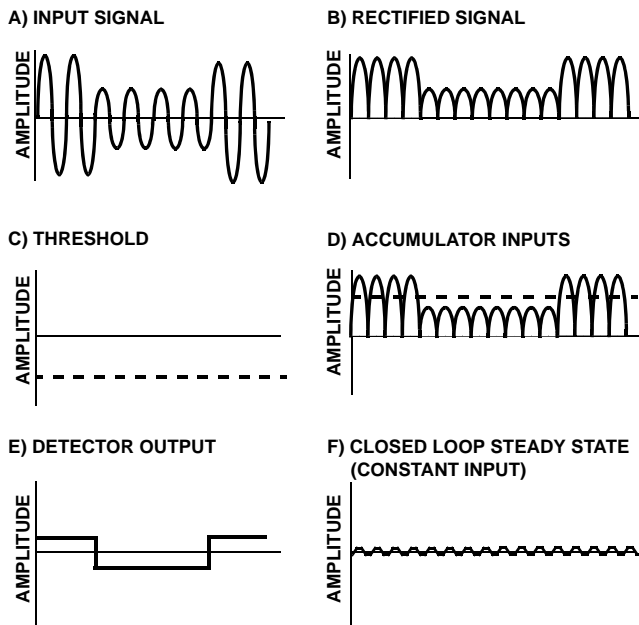 A) INPUT SIGNAL
AMPLITUDE
B) RECTIFIED SIGNAL
AMPLITUDE
C) THRESHOLD
AMPLITUDE
D) ACCUMULATOR INPUTS
AMPLITUDE
E) DETECTOR OUTPUT
AMPLITUDE
F) CLOSED LOOP STEADY STATE
(CONSTANT INPUT)
AMPLITUDE